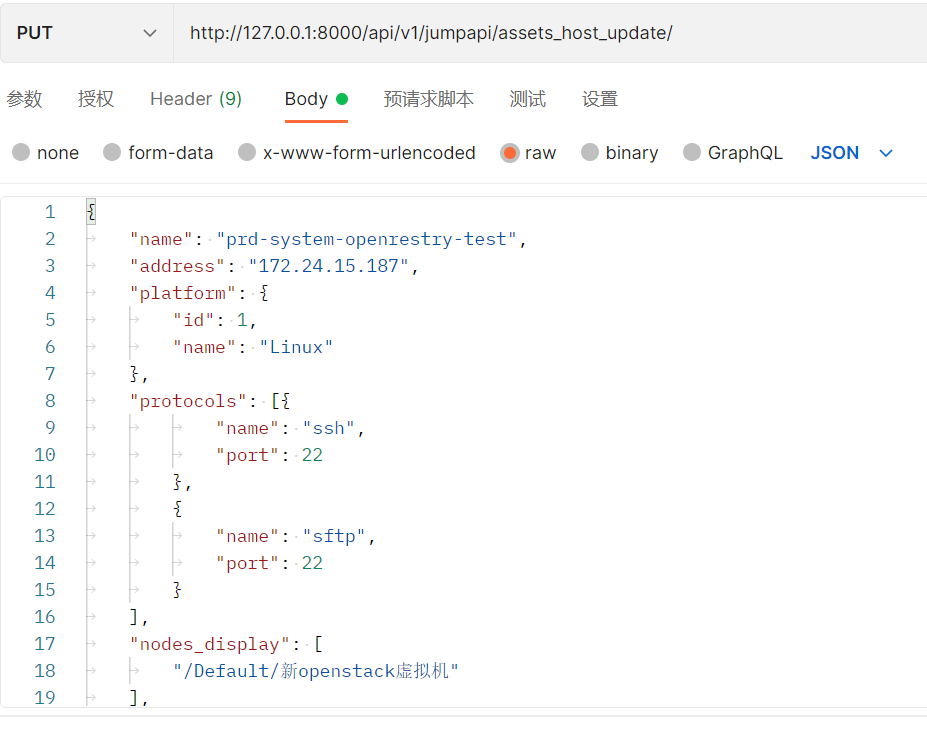 PUT http://127.0.0.1:8000/api/v1/jumpapi/assets_host_update/
参数 授权 Header (9) Body 预请求脚本 测试 设置
none form-data x-www-form-urlencoded raw binary GraphQL JSON
1 {
2 "name": "prd-system-openrestry-test",
3 "address": "172.24.15.187",
4 "platform": {
5 "id": 1,
6 "name": "Linux"
7 },
8 "protocols": [{
9 "name": "ssh",
10 "port": 22
11 },
12 {
13 "name": "sftp",
14 "port": 22
15 }
16 ],
17 "nodes_display": [
18 "/Default/新openstack虚拟机"
19 ],